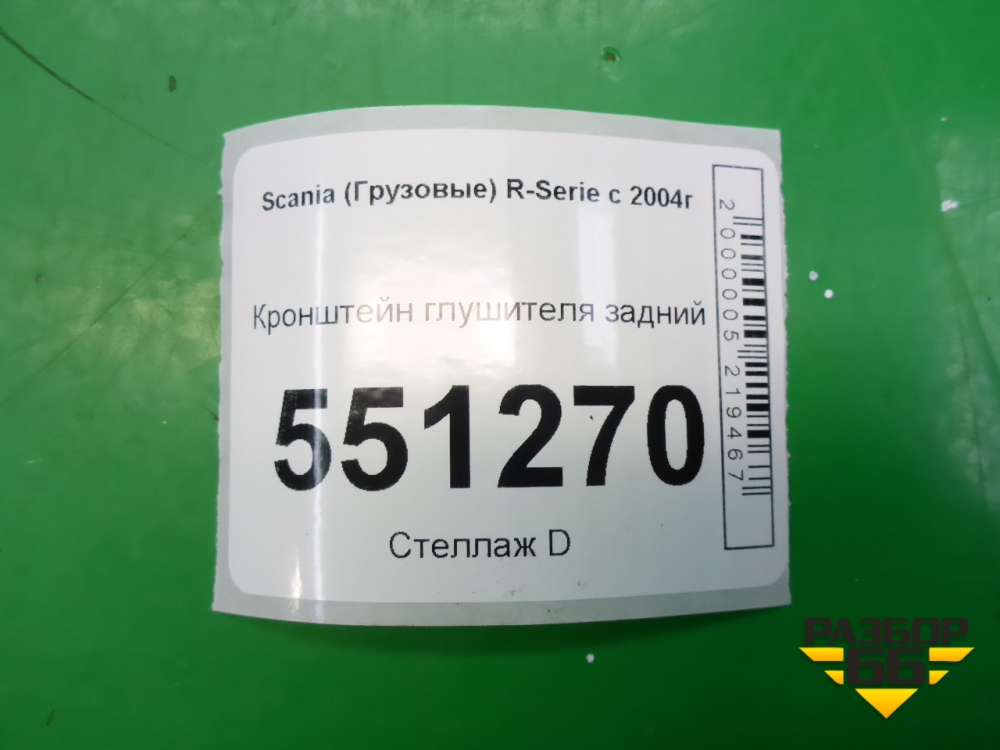 Scania (Грузовые) R-Serie с 2004г
Кронштейн глушителя задний
551270
Стеллаж D
2000005219467
РАЗБОР
66